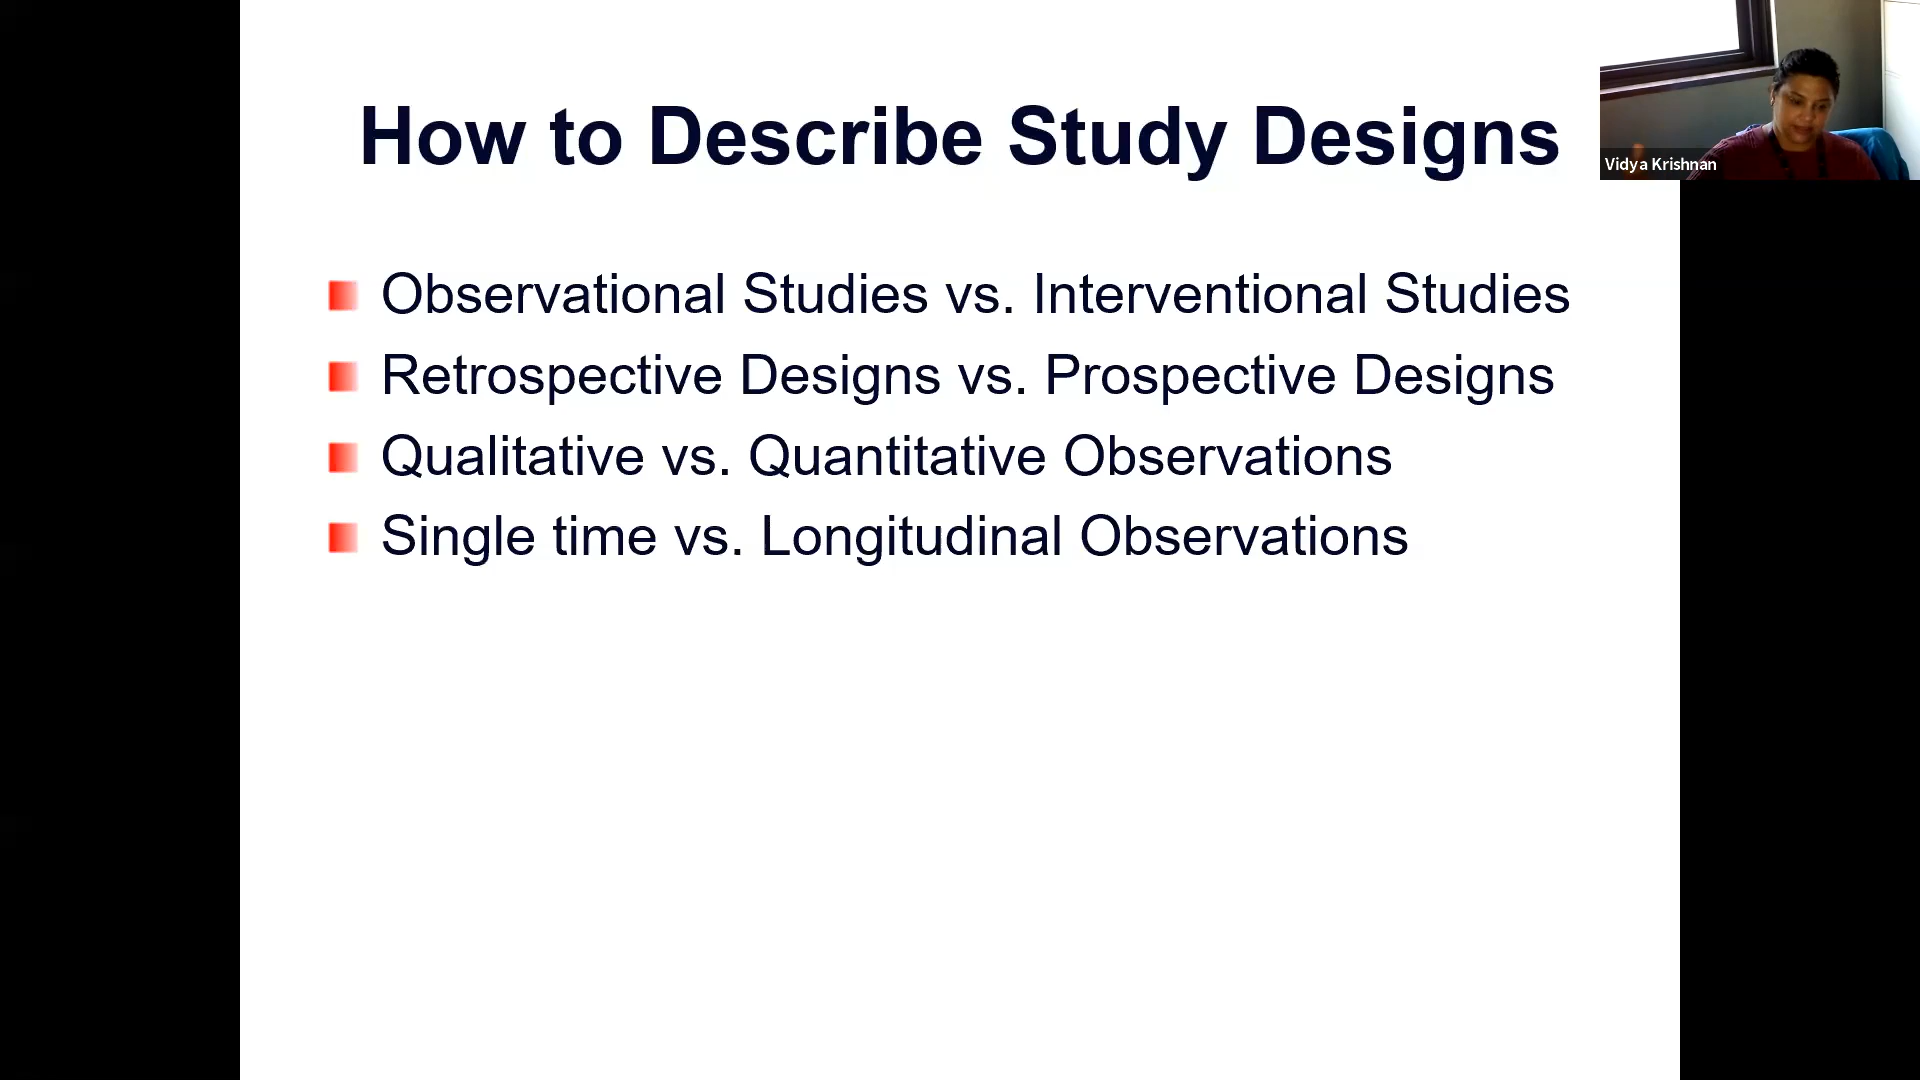 How to Describe Study Designs
Vidya Krishnan
Observational Studies vs. Interventional Studies
Retrospective Designs vs. Prospective Designs
Qualitative vs. Quantitative Observations
Single time vs. Longitudinal Observations